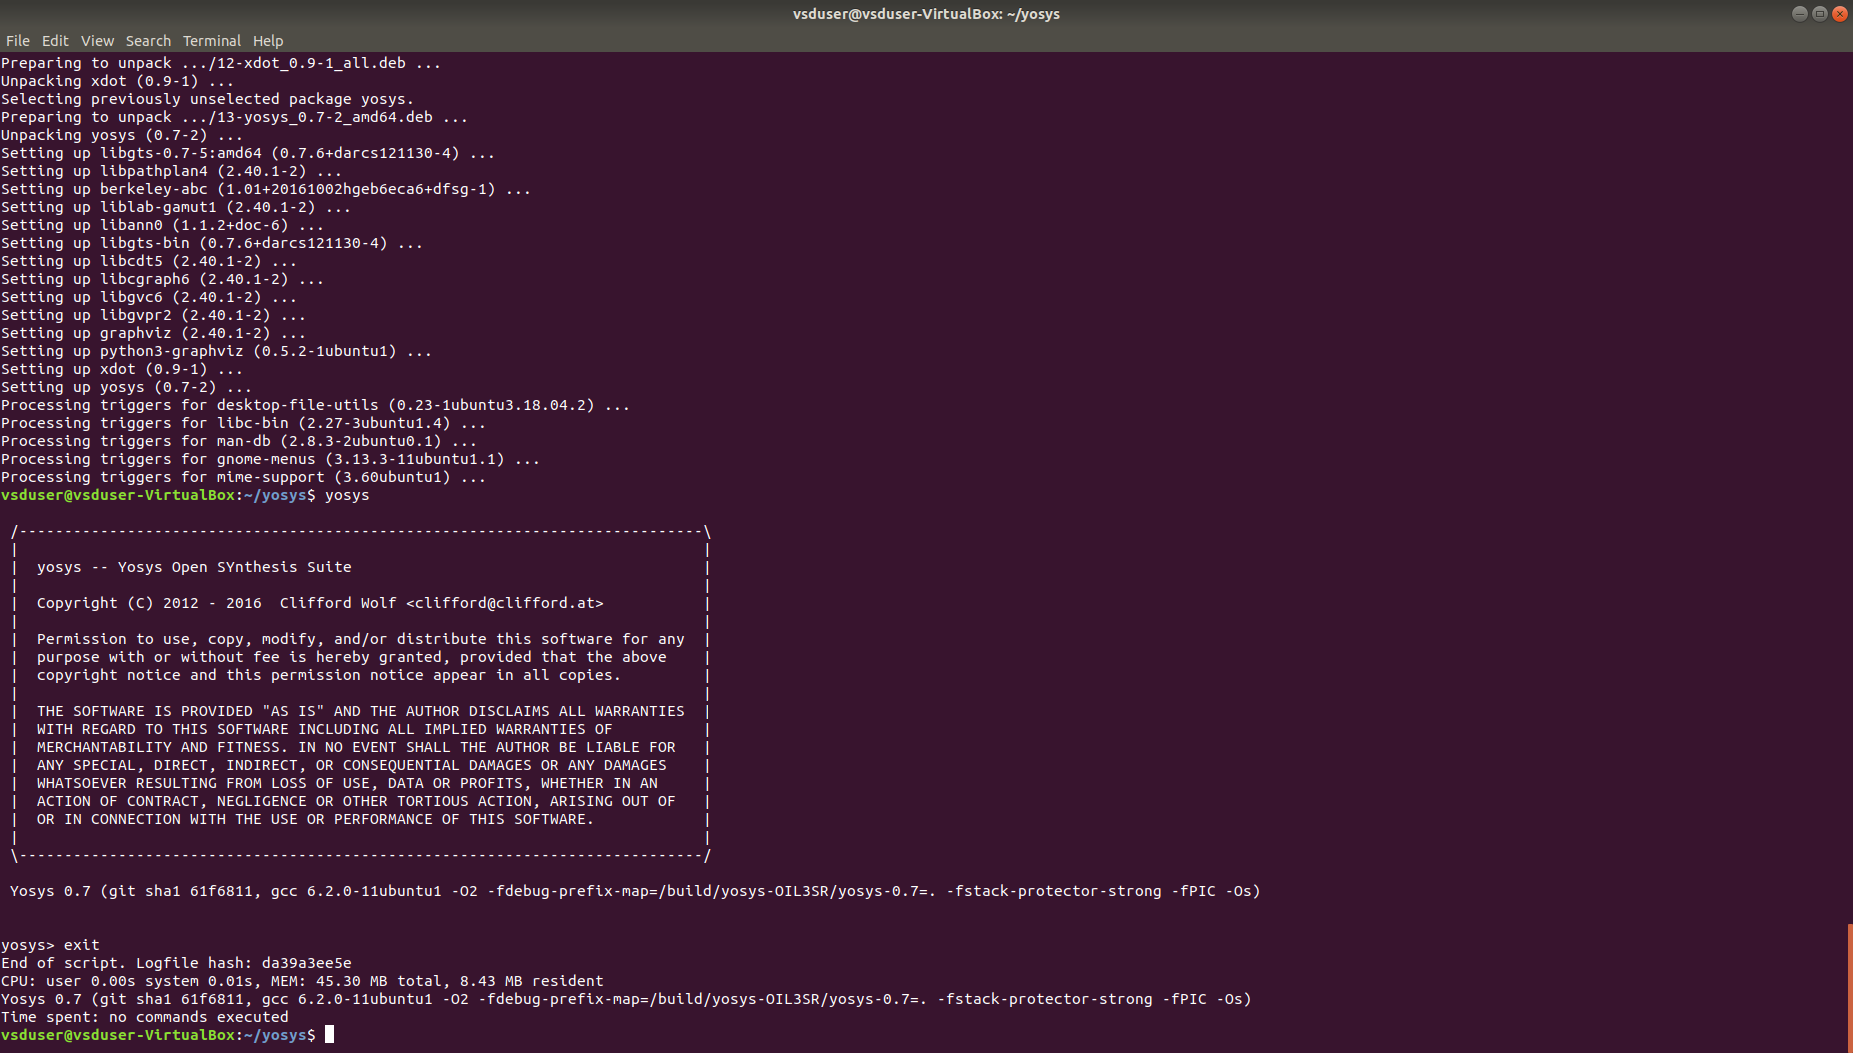 vsduser@vsduser-VirtualBox: ~/yosys
File Edit View Search Terminal Help
Preparing to unpack .../12-xdot_0.9-1_all.deb ...
Unpacking xdot (0.9-1) ...
Selecting previously unselected package yosys.
Preparing to unpack .../13-yosys_0.7-2_amd64.deb ...
Unpacking yosys (0.7-2) ...
Setting up libgts-0.7-5:amd64 (0.7.6+darcs121130-4) ...
Setting up libpathplan4 (2.40.1-2) ...
Setting up berkeley-abc (1.01+20161002hgeb6eca6+dfsg-1) ...
Setting up liblab-gamut1 (2.40.1-2) ...
Setting up libann0 (1.1.2+doc-6) ...
Setting up libgts-bin (0.7.6+darcs121130-4) ...
Setting up libcdt5 (2.40.1-2) ...
Setting up libcgraph6 (2.40.1-2) ...
Setting up libgvc6 (2.40.1-2) ...
Setting up libgvpr2 (2.40.1-2) ...
Setting up graphviz (2.40.1-2) ...
Setting up python3-graphviz (0.5.2-1ubuntu1) ...
Setting up xdot (0.9-1) ...
Setting up yosys (0.7-2) ...
Processing triggers for desktop-file-utils (0.23-1ubuntu3.18.04.2) ...
Processing triggers for libc-bin (2.27-3ubuntu1.4) ...
Processing triggers for man-db (2.8.3-2ubuntu0.1) ...
Processing triggers for gnome-menus (3.13.3-11ubuntu1.1) ...
Processing triggers for mime-support (3.60ubuntu1) ...
vsduser@vsduser-VirtualBox:~/yosys$ yosys
/----------------------------------------------------------------------------\
|                                                                            |
|  yosys -- Yosys Open SYnthesis Suite                                       |
|                                                                            |
|  Copyright (C) 2012 - 2016  Clifford Wolf <clifford@clifford.at>           |
|                                                                            |
|  Permission to use, copy, modify, and/or distribute this software for any  |
|  purpose with or without fee is hereby granted, provided that the above    |
|  copyright notice and this permission notice appear in all copies.         |
|                                                                            |
|  THE SOFTWARE IS PROVIDED "AS IS" AND THE AUTHOR DISCLAIMS ALL WARRANTIES  |
|  WITH REGARD TO THIS SOFTWARE INCLUDING ALL IMPLIED WARRANTIES OF          |
|  MERCHANTABILITY AND FITNESS. IN NO EVENT SHALL THE AUTHOR BE LIABLE FOR   |
|  ANY SPECIAL, DIRECT, INDIRECT, OR CONSEQUENTIAL DAMAGES OR ANY DAMAGES    |
|  WHATSOEVER RESULTING FROM LOSS OF USE, DATA OR PROFITS, WHETHER IN AN     |
|  ACTION OF CONTRACT, NEGLIGENCE OR OTHER TORTIOUS ACTION, ARISING OUT OF   |
|  OR IN CONNECTION WITH THE USE OR PERFORMANCE OF THIS SOFTWARE.            |
|                                                                            |
\----------------------------------------------------------------------------/
Yosys 0.7 (git sha1 61f6811, gcc 6.2.0-11ubuntu1 -O2 -fdebug-prefix-map=/build/yosys-OIL3SR/yosys-0.7=. -fstack-protector-strong -fPIC -Os)
yosys> exit
End of script. Logfile hash: da39a3ee5e
CPU: user 0.00s system 0.01s, MEM: 45.30 MB total, 8.43 MB resident
Yosys 0.7 (git sha1 61f6811, gcc 6.2.0-11ubuntu1 -O2 -fdebug-prefix-map=/build/yosys-OIL3SR/yosys-0.7=. -fstack-protector-strong -fPIC -Os)
Time spent: no commands executed
vsduser@vsduser-VirtualBox:~/yosys$